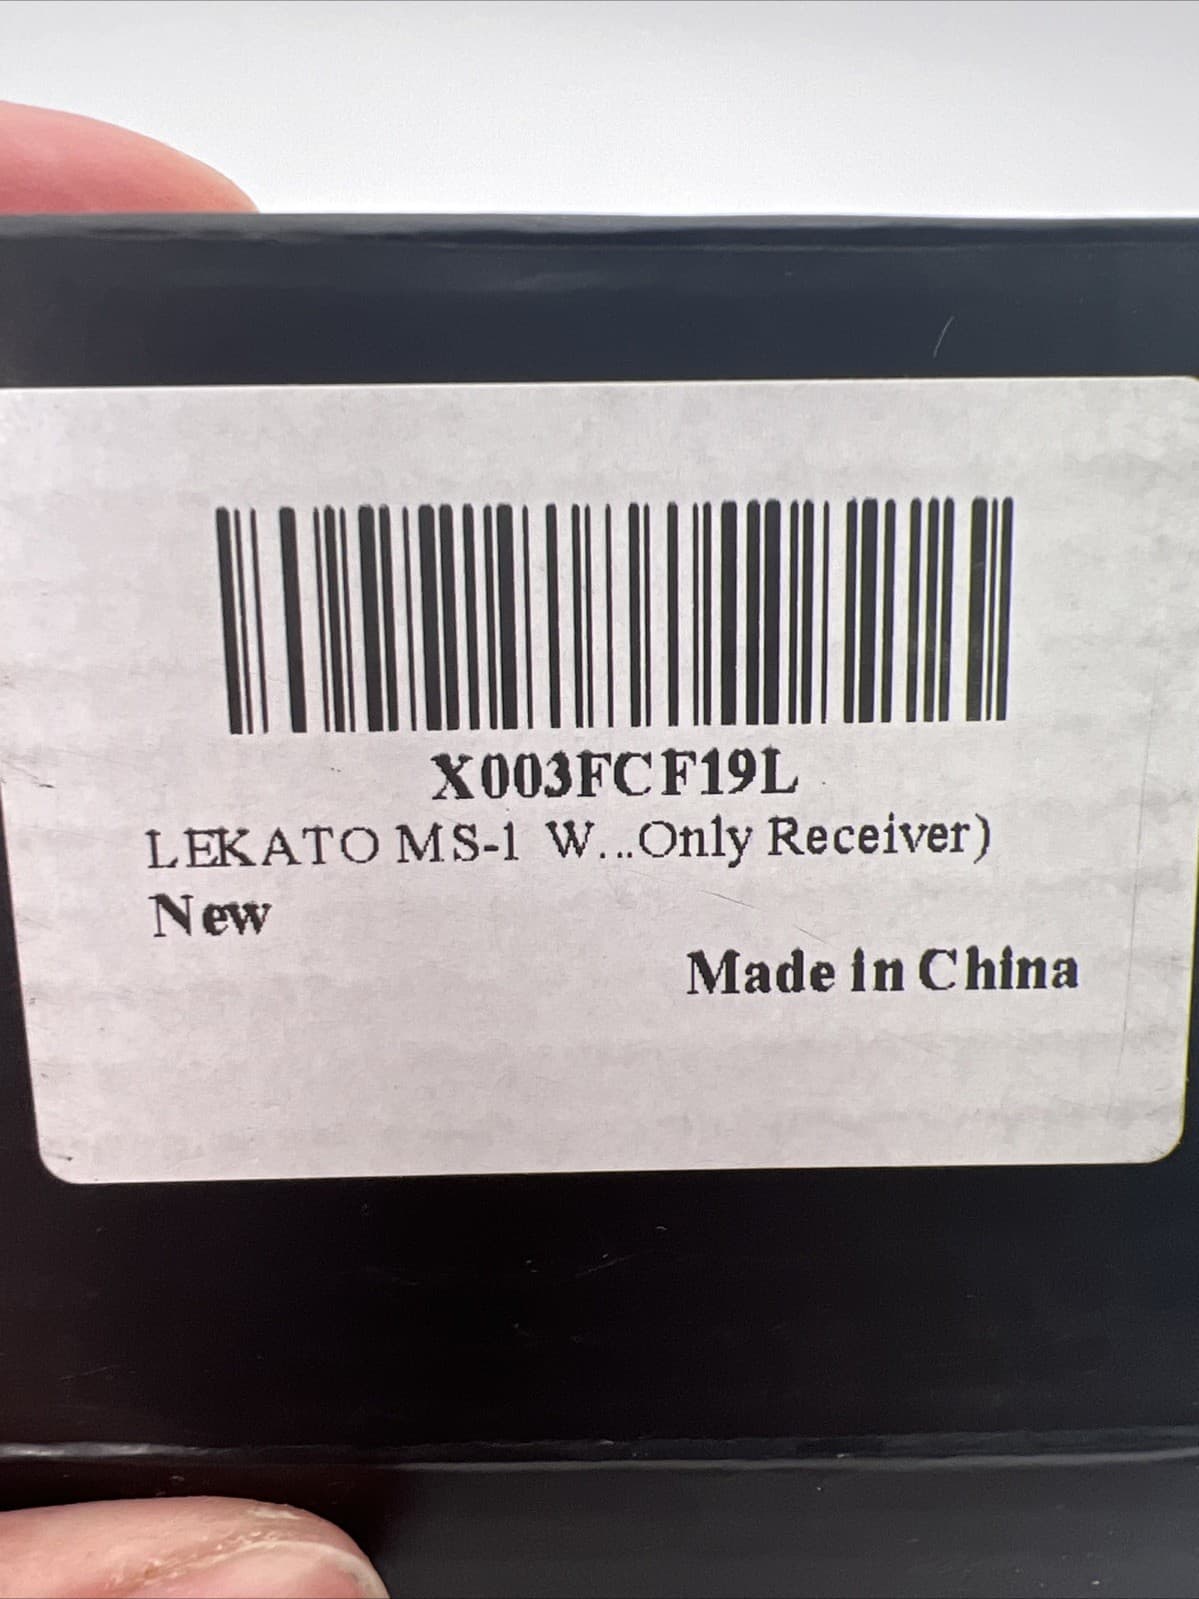 X003FCF19L
LEKATO MS-1 W...Only Receiver)
New
Made in China